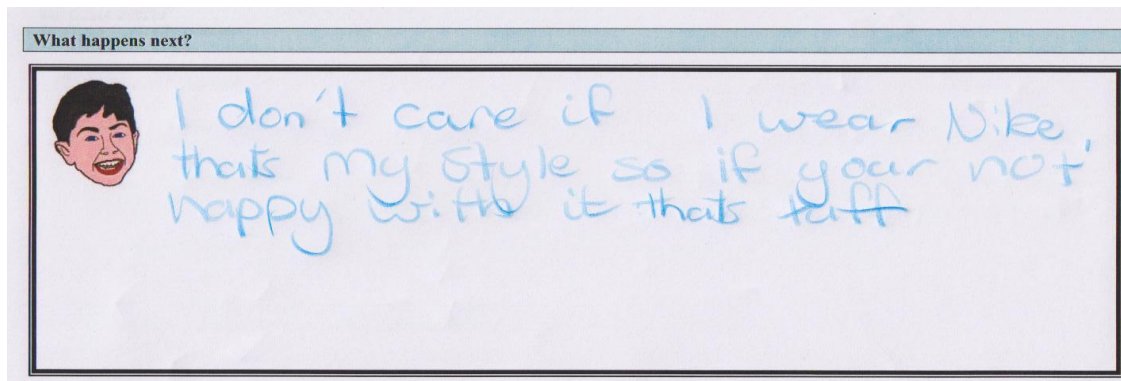 What happens next?
I don't care if I wear Nike,
thats my style so if your not
happy with it thats tuff